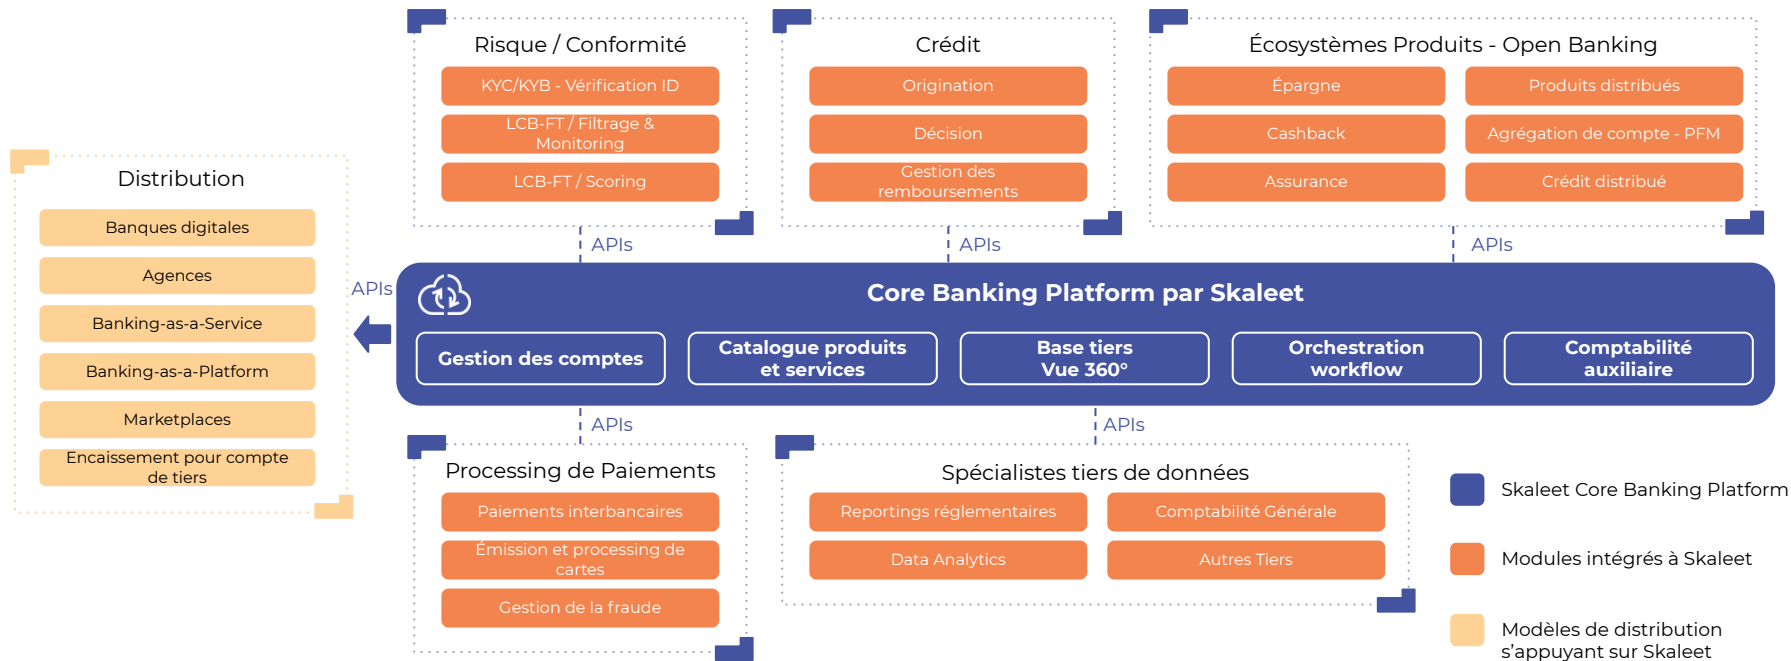 Risque / Conformité
KYC/KYB - Vérification ID
LCB-FT / Filtrage &
Monitoring
LCB-FT / Scoring
Crédit
Origination
Décision
Gestion des
remboursements
Écosystèmes Produits - Open Banking
Épargne
Produits distribués
Cashback
Agrégation de compte - PFM
Assurance
Crédit distribué
Distribution
Banques digitales
Agences
Banking-as-a-Service
Banking-as-a-Platform
Marketplaces
Encaissement pour compte
de tiers
APIs
APIs
APIs
APIs
Core Banking Platform par Skaleet
Gestion des comptes
Catalogue produits
et services
Base tiers
Vue 360°
Orchestration
workflow
Comptabilité
auxiliaire
APIs
APIs
Processing de Paiements
Paiements interbancaires
Émission et processing de
cartes
Gestion de la fraude
Spécialistes tiers de données
Reportings réglementaires
Comptabilité Générale
Data Analytics
Autres Tiers
Skaleet Core Banking Platform
Modules intégrés à Skaleet
Modèles de distribution
s'appuyant sur Skaleet